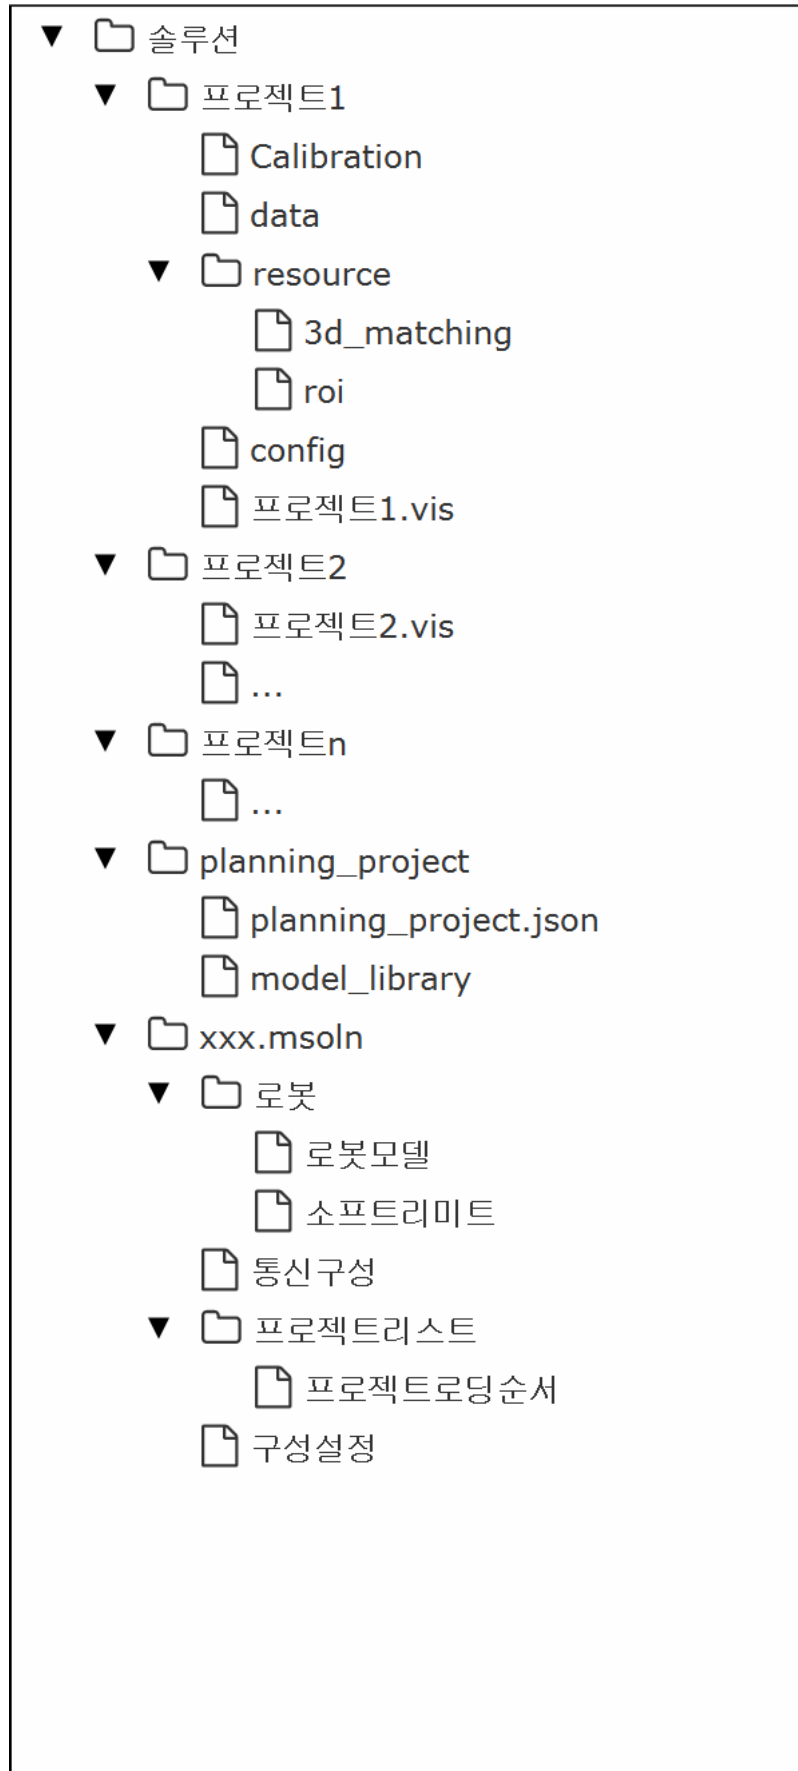 솔루션
프로젝트1
Calibration
data
resource
3d_matching
roi
config
프로젝트1.vis
프로젝트2
프로젝트2.vis
...
프로젝트n
...
planning_project
planning_project.json
model_library
xxx.msoln
로봇
로봇모델
소프트리미트
통신구성
프로젝트리스트
프로젝트로딩순서
구성설정